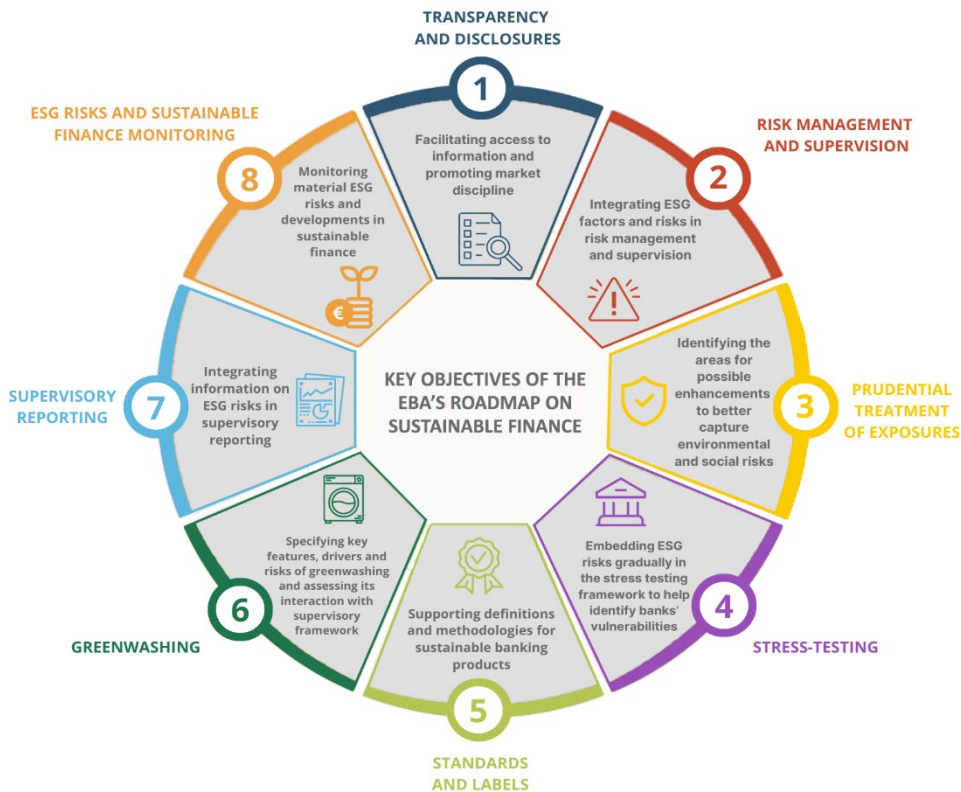 KEY OBJECTIVES OF THE
EBA'S ROADMAP ON
SUSTAINABLE FINANCE
TRANSPARENCY
AND DISCLOSURES
1
Facilitating access to
information and
promoting market
discipline
RISK MANAGEMENT
AND SUPERVISION
2
Integrating ESG
factors and risks in
risk management
and supervision
PRUDENTIAL
TREATMENT
OF EXPOSURES
3
Identifying the
areas for
possible
enhancements
to better
capture
environmental
and social risks
STRESS-TESTING
4
Embedding ESG
risks gradually in
the stress testing
framework to help
identify banks'
vulnerabilities
STANDARDS
AND LABELS
5
Supporting definitions
and methodologies for
sustainable banking
products
GREENWASHING
6
Specifying key
features, drivers and
risks of greenwashing
and assessing its
interaction with
supervisory
framework
SUPERVISORY
REPORTING
7
Integrating
information on
ESG risks in
supervisory
reporting
ESG RISKS AND SUSTAINABLE
FINANCE MONITORING
8
Monitoring
material ESG
risks and
developments in
sustainable
finance
€